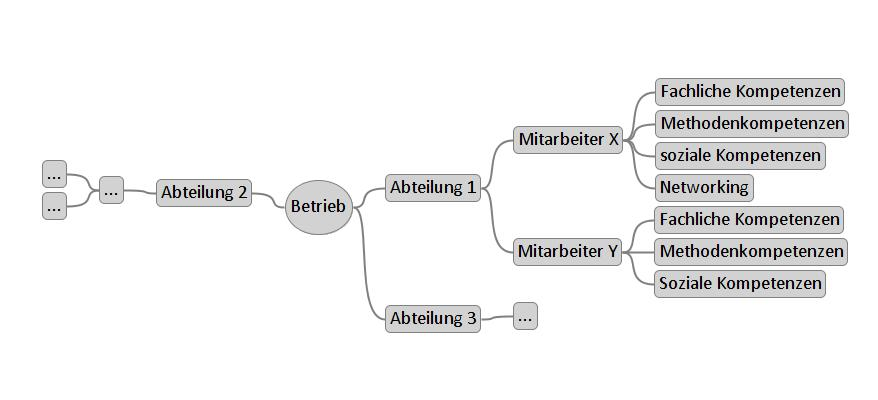 Betrieb
Abteilung 1
Mitarbeiter X
Fachliche Kompetenzen
Methodenkompetenzen
soziale Kompetenzen
Networking
Mitarbeiter Y
Fachliche Kompetenzen
Methodenkompetenzen
Soziale Kompetenzen
Abteilung 2
...
...
...
Abteilung 3
...